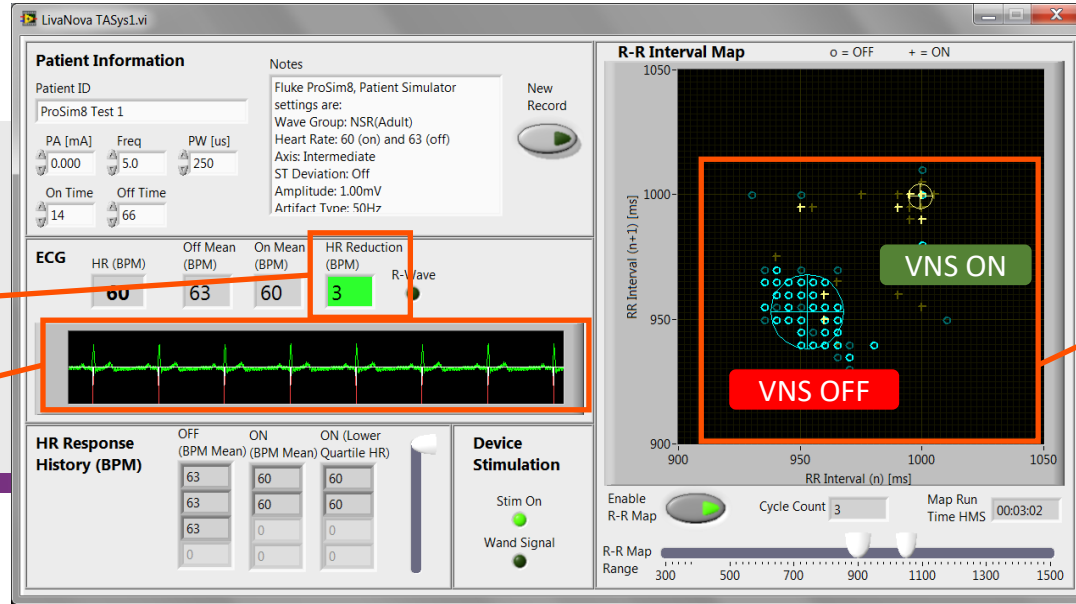 LivaNova TASys1.vi
Patient Information
Patient ID
ProSim8 Test 1
PA [mA] Freq PW [us]
0.000 5.0 250
On Time Off Time
14 66
Notes
Fluke ProSim8, Patient Simulator
settings are:
Wave Group: NSR(Adult)
Heart Rate: 60 (on) and 63 (off)
Axis: Intermediate
ST Deviation: Off
Amplitude: 1.00mV
Artifact Type: 50Hz
New
Record
ECG
HR (BPM)
60
Off Mean
(BPM)
63
On Mean
(BPM)
60
HR Reduction
(BPM)
3
R-Wave
HR Response
History (BPM)
OFF
(BPM Mean)
63
63
63
0
ON
(BPM Mean)
60
60
0
0
ON (Lower
Quartile HR)
60
60
0
0
Device
Stimulation
Stim On
Wand Signal
R-R Interval Map o = OFF + = ON
RR Interval (n+1) [ms]
1050
1000
950
900
VNS ON
VNS OFF
900 950 1000 1050
RR Interval (n) [ms]
Enable
R-R Map
Cycle Count 3
Map Run
Time HMS 00:03:02
R-R Map
Range
300 500 700 900 1100 1300 1500